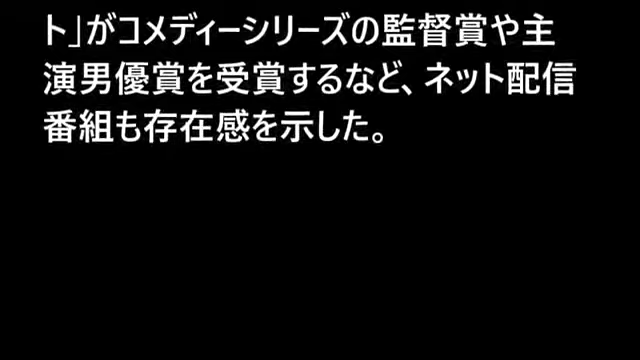 ト」がコメディーシリーズの監督賞や主
演男優賞を受賞するなど、ネット配信
番組も存在感を示した。